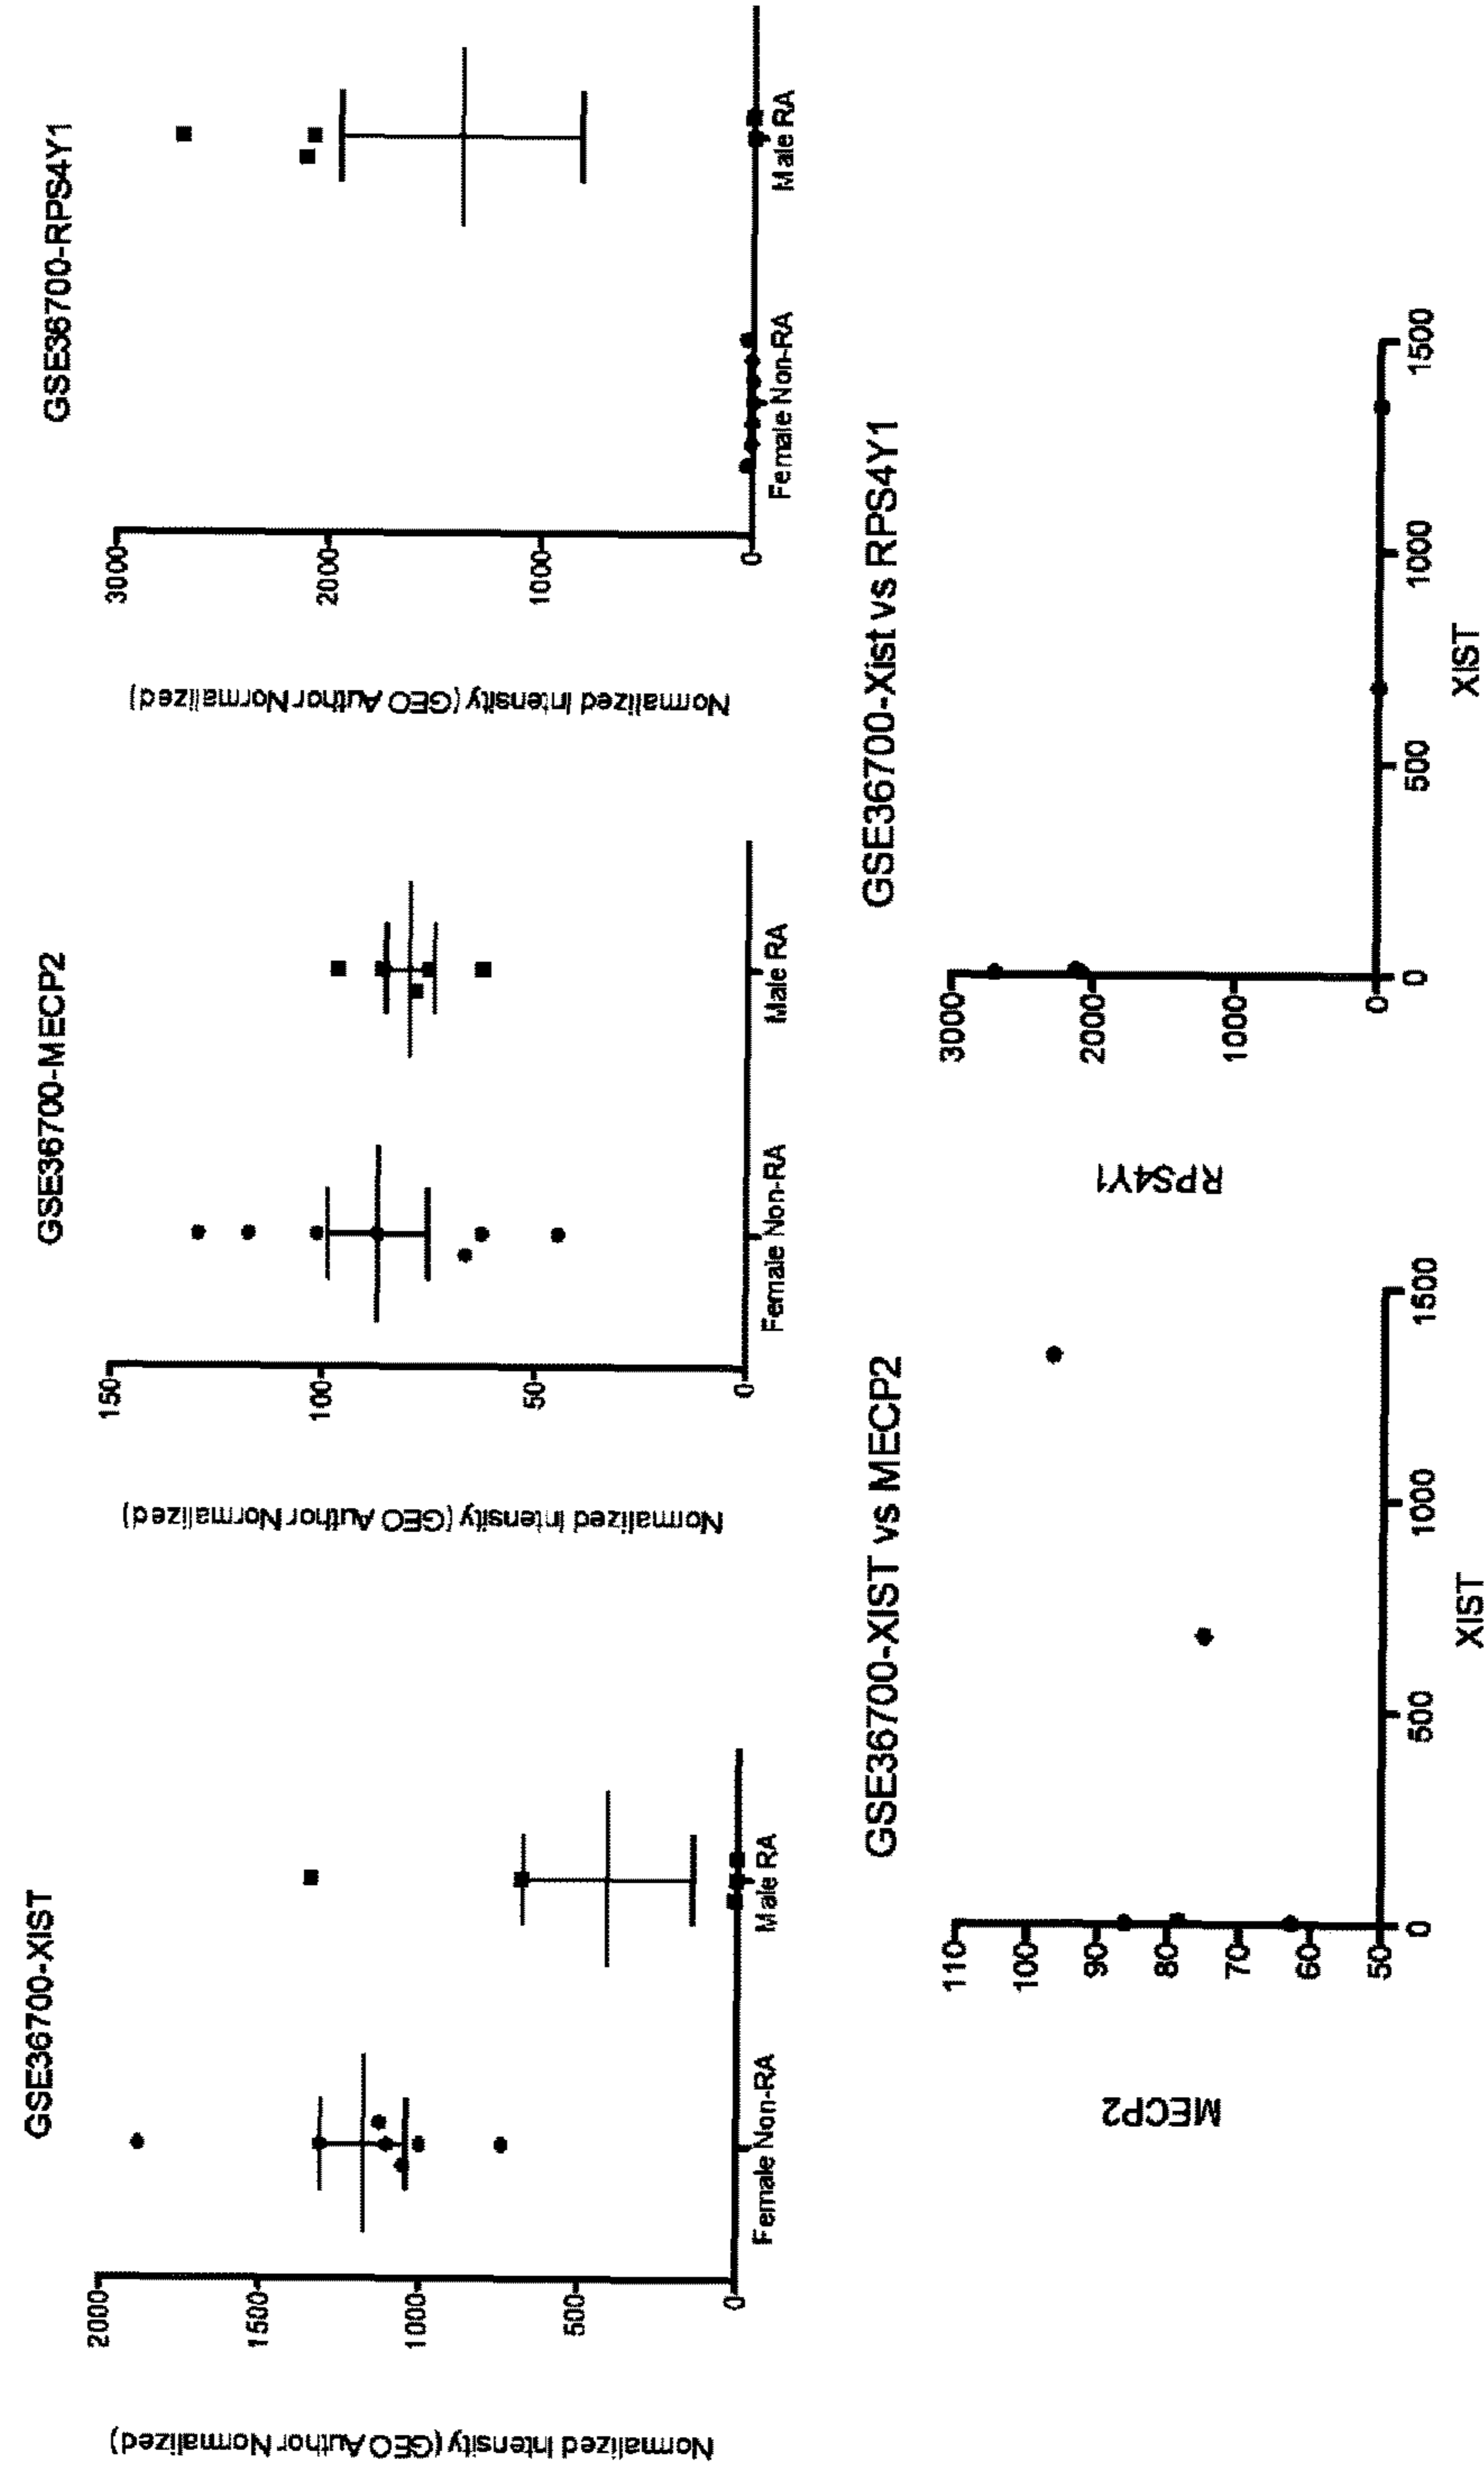 GSE36700-XIST
Normalized Intensity (GEO Author Normalized)
2000
1500
1000
500
0
Female Non-RA
Male RA
GSE36700-MECP2
Normalized Intensity (GEO Author Normalized)
150
100
50
0
Female Non-RA
Male RA
GSE36700-RPS4Y1
Normalized Intensity (GEO Author Normalized)
3000
2000
1000
0
Female Non-RA
Male RA
GSE36700-XIST vs MECP2
MECP2
110
100
90
80
70
60
50
0
500
1000
1500
XIST
GSE36700-Xist vs RPS4Y1
RPS4Y1
3000
2000
1000
0
0
500
1000
1500
XIST